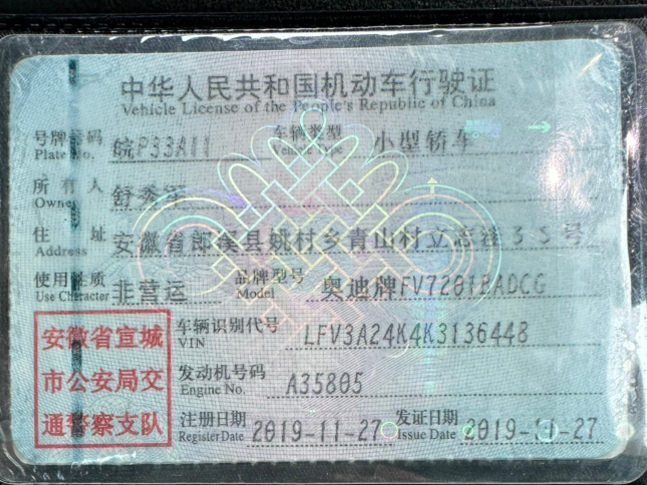 中华人民共和国机动车行驶证
Vehicle License of the People's Republic of China
号牌号码 皖P33A11 车辆类型 小型轿车
Plate No. Vehicle Type
所有人 舒秀
Owner
住址 安徽省郎溪县姚村乡青山村立志 35号
Address
使用性质 非营运 品牌型号 奥迪牌FV7201BADCG
Use Character Model
安徽省宣城 车辆识别代号 LFV3A24K4K3136448
VIN
市公安局交 发动机号码 A35805
Engine No.
通警察支队 注册日期 2019-11-27 发证日期 2019-11-27
Register Date Issue Date